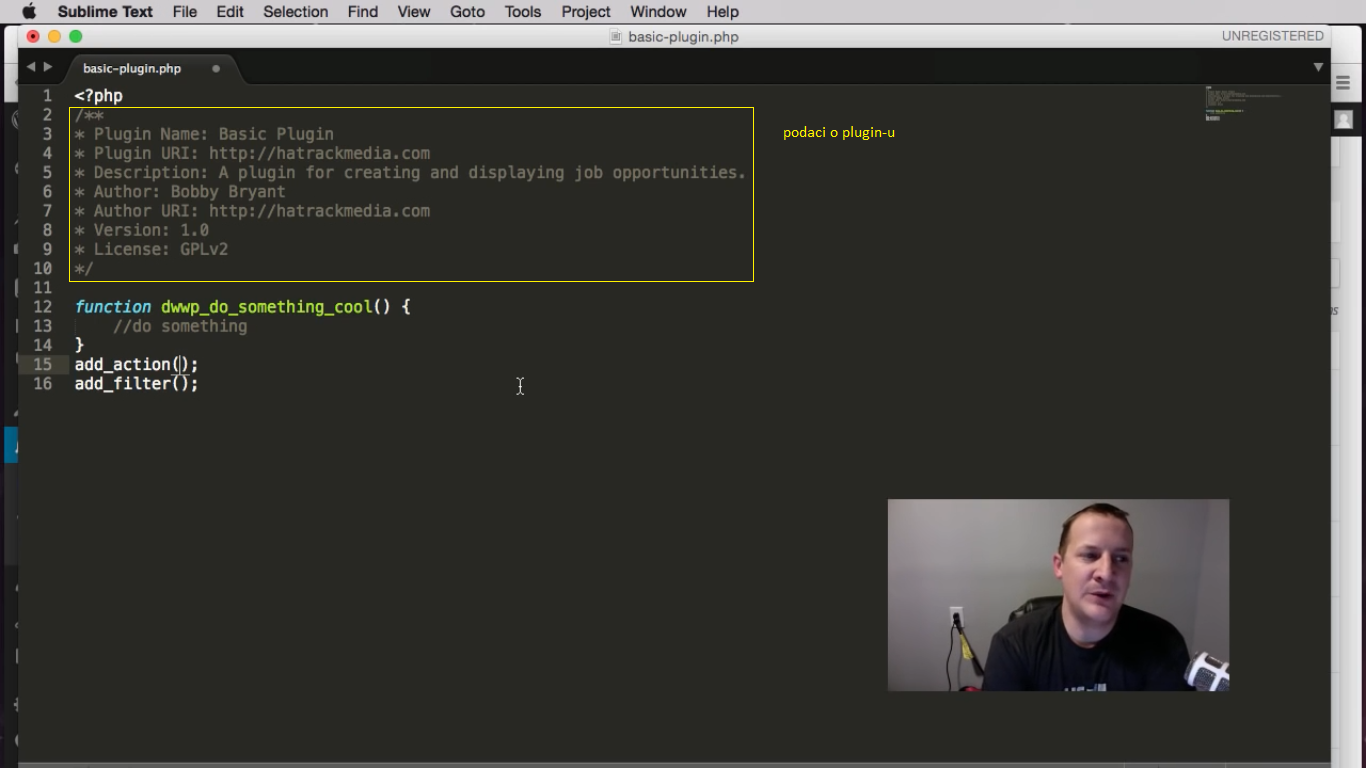 Sublime Text File Edit Selection Find View Goto Tools Project Window Help
basic-plugin.php UNREGISTERED
basic-plugin.php
1 <?php
2 /**
3 * Plugin Name: Basic Plugin
podaci o plugin-u
4 * Plugin URI: http://hatrackmedia.com
5 * Description: A plugin for creating and displaying job opportunities.
6 * Author: Bobby Bryant
7 * Author URI: http://hatrackmedia.com
8 * Version: 1.0
9 * License: GPLv2
10 */
11
12 function dwwp_do_something_cool() {
13 //do something
14 }
15 add_action();
16 add_filter();